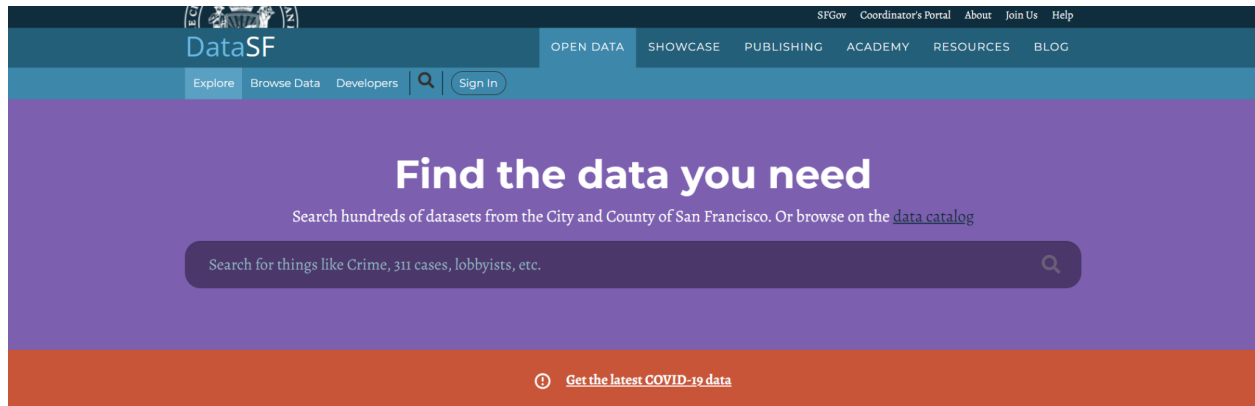 SFGov Coordinator's Portal About Join Us Help
DataSF
OPEN DATA SHOWCASE PUBLISHING ACADEMY RESOURCES BLOG
Explore Browse Data Developers Sign In
Find the data you need
Search hundreds of datasets from the City and County of San Francisco. Or browse on the data catalog
Search for things like Crime, 311 cases, lobbyists, etc.
Get the latest COVID-19 data